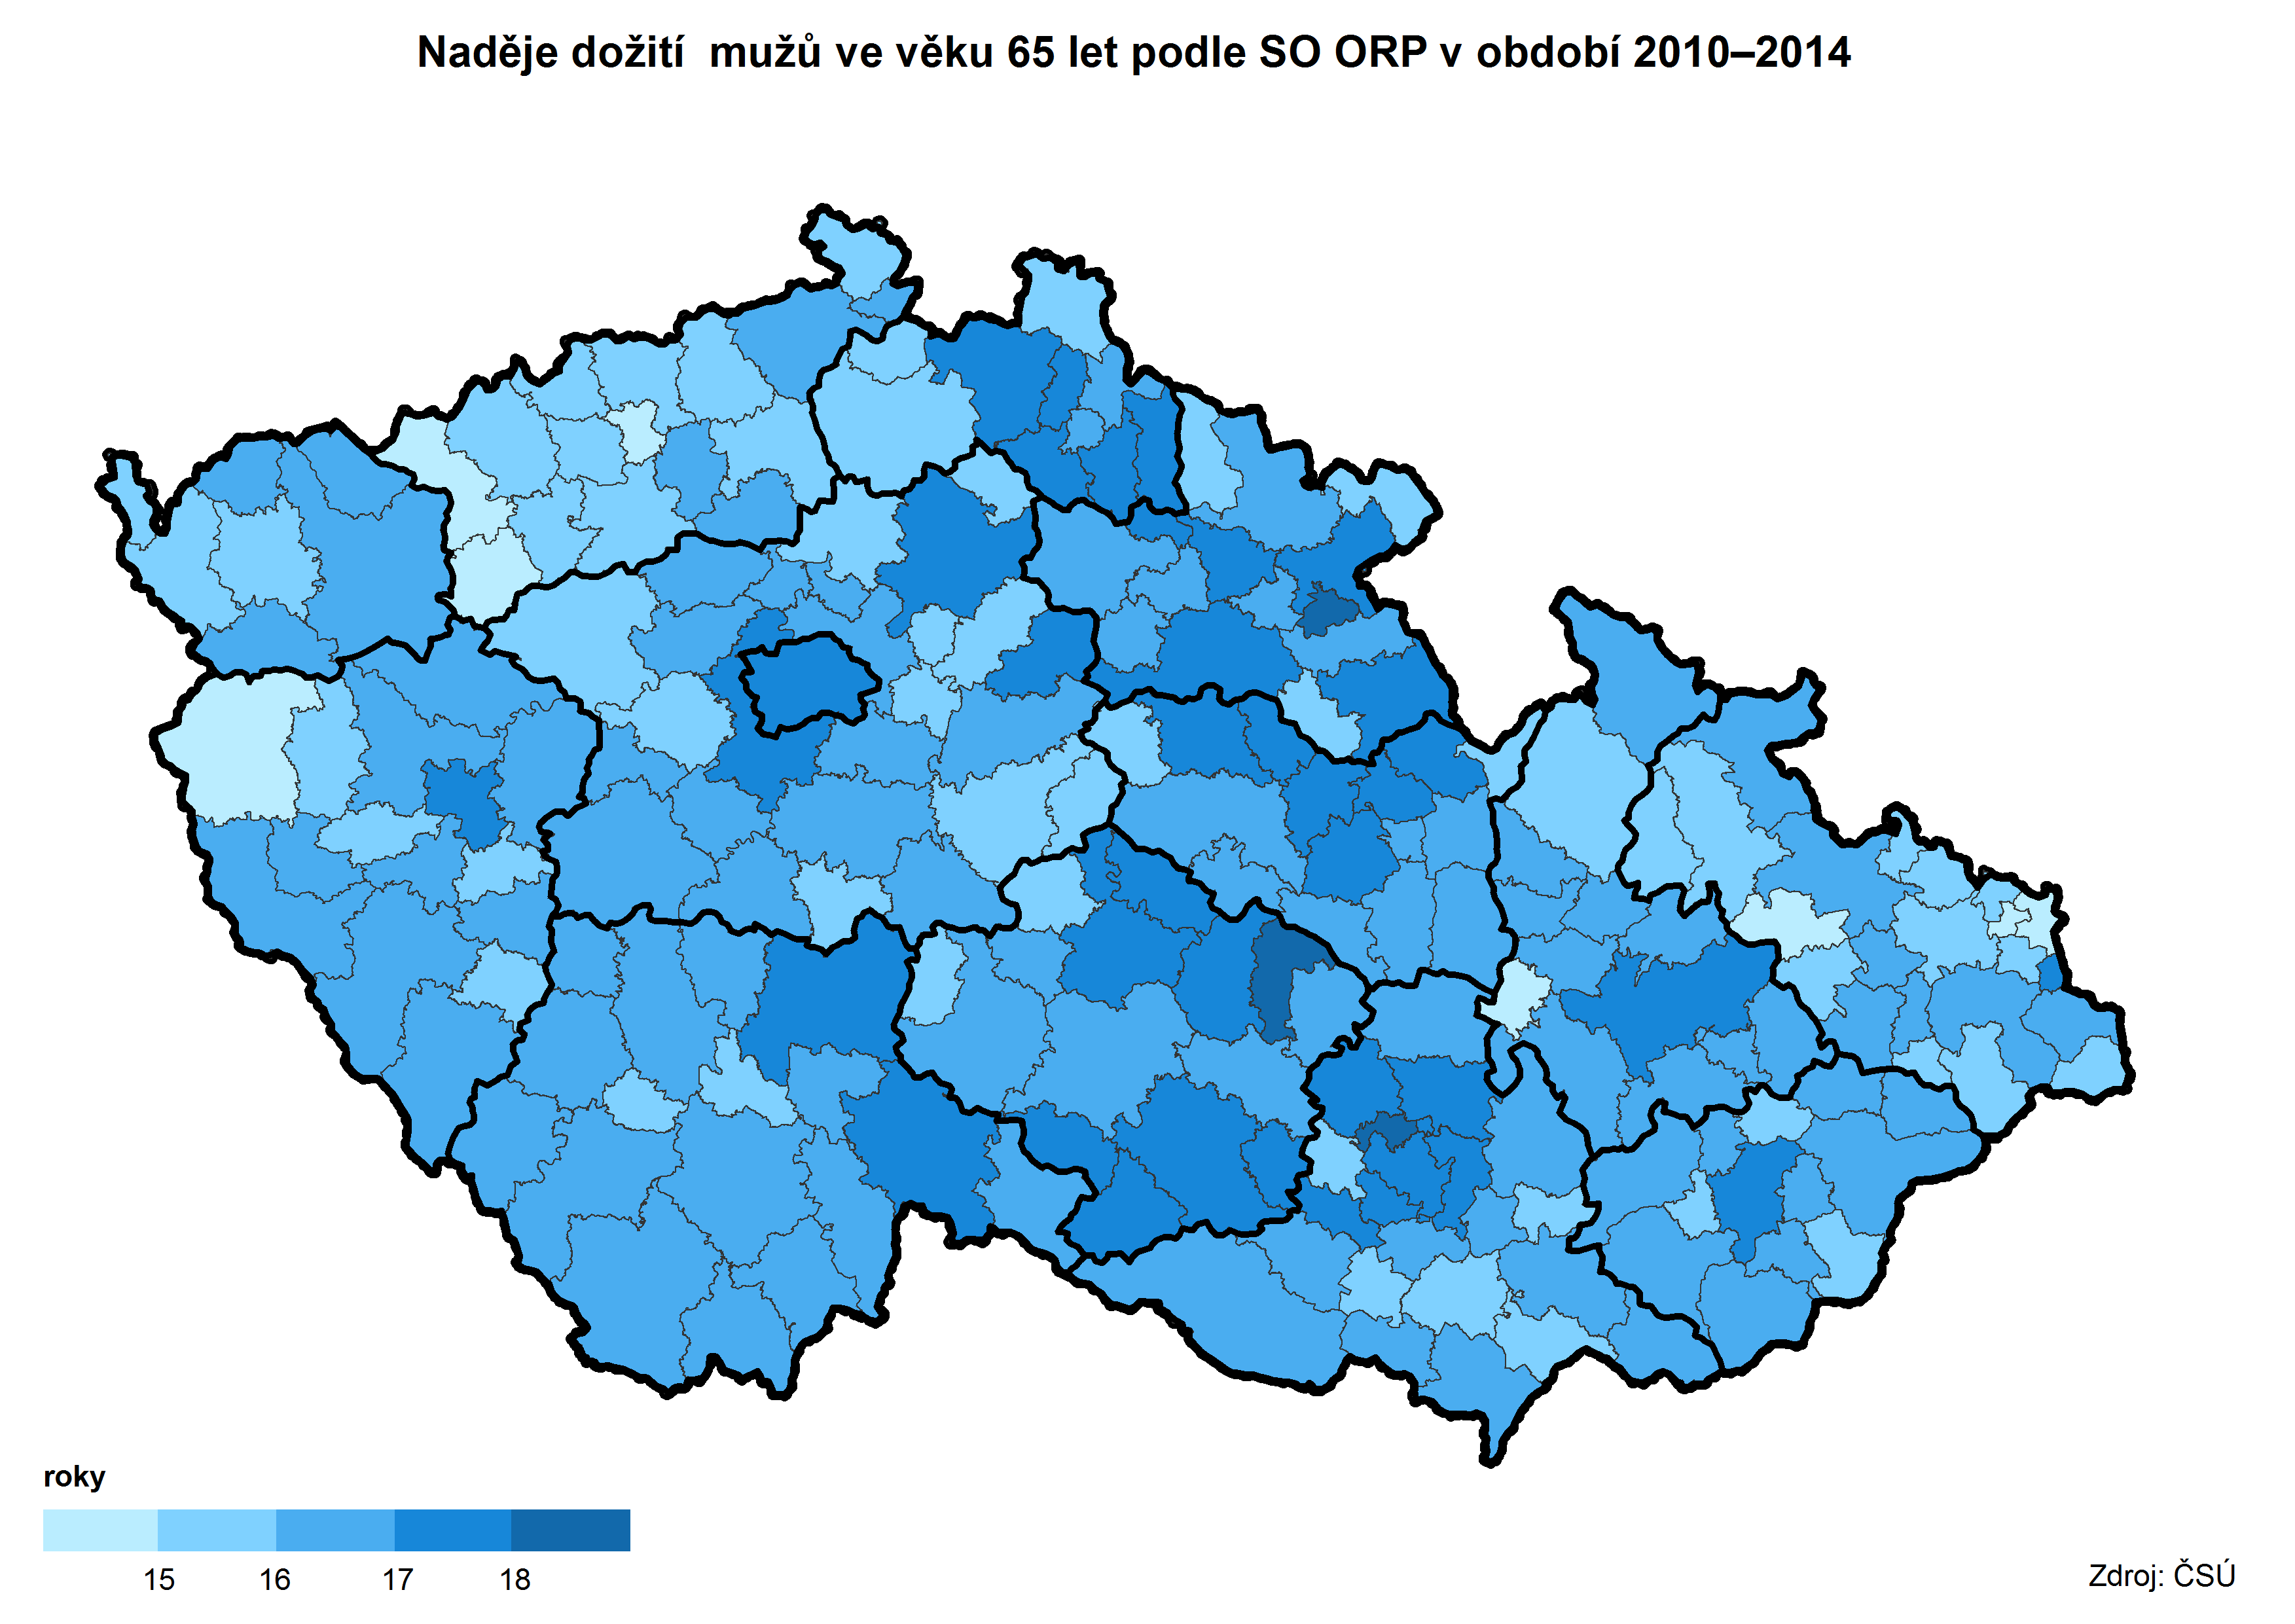 Naděje dožití  mužů ve věku 65 let podle SO ORP v období 2010–2014
roky
15 16 17 18
Zdroj: ČSÚ